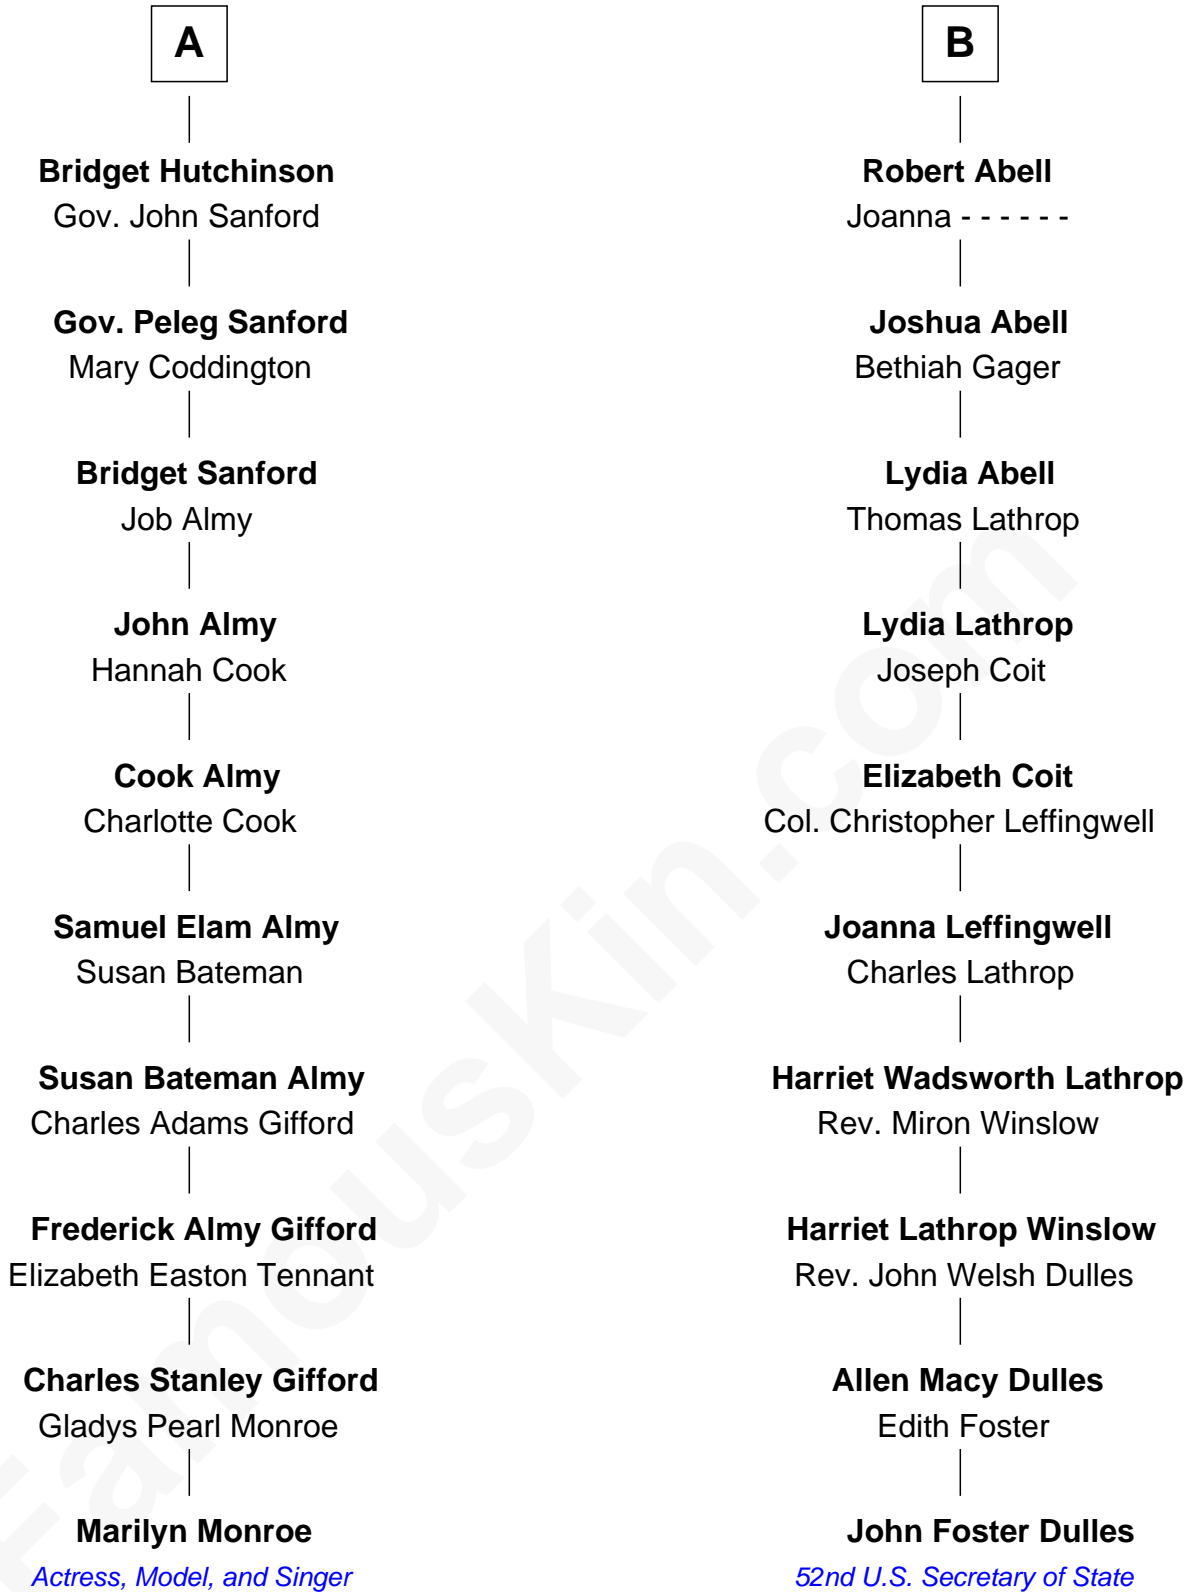 A
Bridget Hutchinson
Gov. John Sanford
Gov. Peleg Sanford
Mary Coddington
Bridget Sanford
Job Almy
John Almy
Hannah Cook
Cook Almy
Charlotte Cook
Samuel Elam Almy
Susan Bateman
Susan Bateman Almy
Charles Adams Gifford
Frederick Almy Gifford
Elizabeth Easton Tennant
Charles Stanley Gifford
Gladys Pearl Monroe
Marilyn Monroe
Actress, Model, and Singer
B
Robert Abell
Joanna - - - - - -
Joshua Abell
Bethiah Gager
Lydia Abell
Thomas Lathrop
Lydia Lathrop
Joseph Coit
Elizabeth Coit
Col. Christopher Leffingwell
Joanna Leffingwell
Charles Lathrop
Harriet Wadsworth Lathrop
Rev. Miron Winslow
Harriet Lathrop Winslow
Rev. John Welsh Dulles
Allen Macy Dulles
Edith Foster
John Foster Dulles
52nd U.S. Secretary of State
FamousKin.com